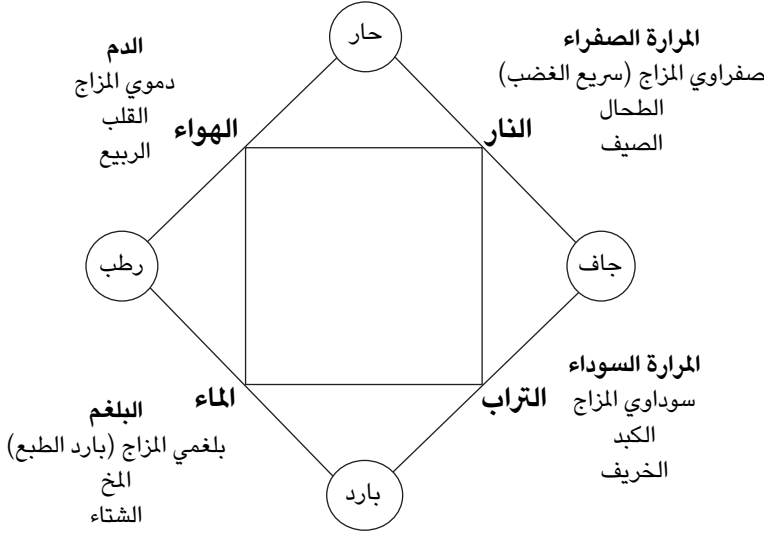 حار
المرارة الصفراء
صفراوي المزاج (سريع الغضب)
الطحال
الصيف
الدم
دموي المزاج
القلب
الربيع
النار
الهواء
جاف
رطب
التراب
الماء
المرارة السوداء
سوداوي المزاج
الكبد
الخريف
البلغم
بلغمي المزاج (بارد الطبع)
المخ
الشتاء
بارد